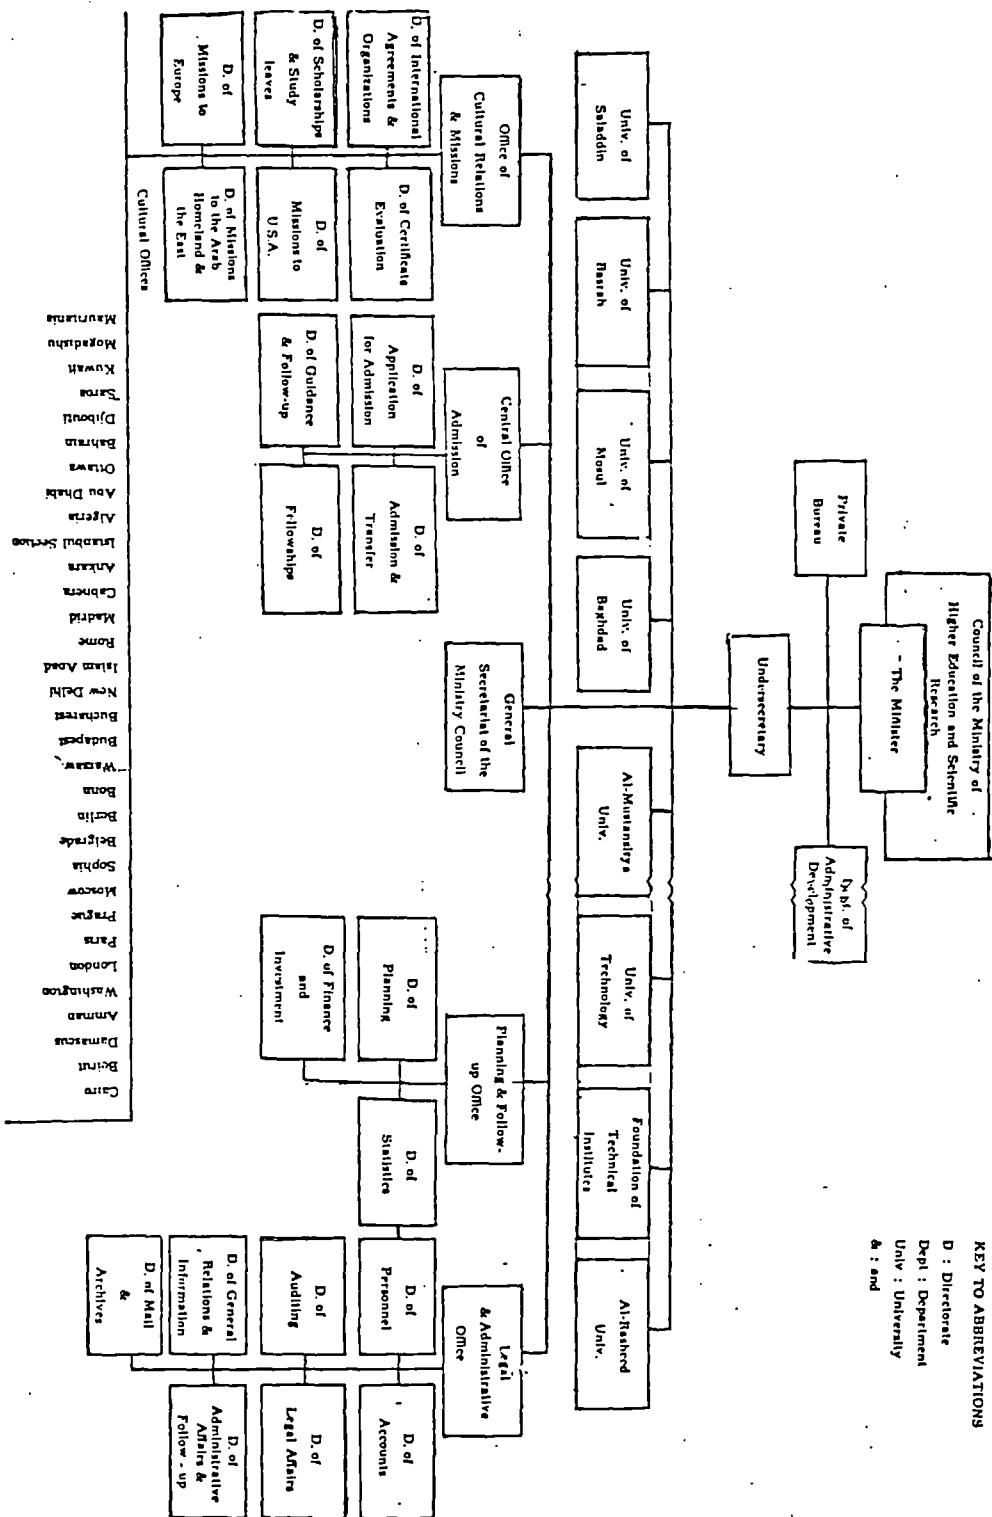 Council of the Ministry of
Higher Education and Scientific
Research
- The Minister
KEY TO ABBREVIATIONS
D : Directorate
Dept : Department
Univ : University
& : and
Private
Bureau
Dept. of
Administrative
Development
Undersecretary
Univ. of
Saladdin
Univ. of
Basrah
Univ. of
Mosul
Univ. of
Baghdad
Al-Mustansirya
Univ.
Univ. of
Technology
Foundation of
Technical
Institutes
Al-Rasheed
Univ.
Office of
Cultural Relations
& Missions
Central Office
of
Admission
General
Secretariat of the
Ministry Council
Planning & Follow-
up Office
Legal
& Administrative
Office
D. of International
Agreements &
Organizations
D. of Certificate
Evaluation
D. of
Application
for Admission
D. of
Admission &
Transfer
D. of
Planning
D. of
Statistics
D. of
Personnel
D. of
Accounts
D. of Scholarships
& Study
leaves
D. of
Missions to
U.S.A.
D. of Guidance
& Follow-up
D. of
Fellowships
D. of Finance
and
Investment
D. of
Auditing
D. of
Legal Affairs
D. of
Missions to
Europe
D. of Missions
to the Arab
Homeland &
the East
D. of General
Relations &
Information
D. of
Administrative
Affairs &
Follow - up
D. of Mail
&
Archives
Cultural Offices
Mauritania
Mogadishu
Kuwait
Sanaa
Djibouti
Bahrain
Ottawa
Abu Dhabi
Algeria
Istanbul Section
Ankara
Cabnera
Madrid
Rome
Islam Abad
New Delhi
Bucharest
Budapest
Warsaw
Bonn
Berlin
Belgrade
Sophia
Moscow
Prague
Paris
London
Washington
Amman
Damascus
Beirut
Cairo